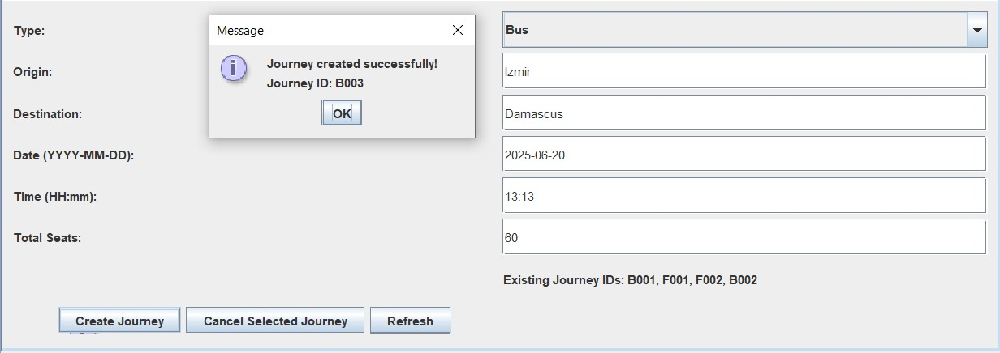 Message
Journey created successfully!
Journey ID: B003
OK
Type:
Bus
Origin:
İzmir
Destination:
Damascus
Date (YYYY-MM-DD):
2025-06-20
Time (HH:mm):
13:13
Total Seats:
60
Existing Journey IDs: B001, F001, F002, B002
Create Journey
Cancel Selected Journey
Refresh